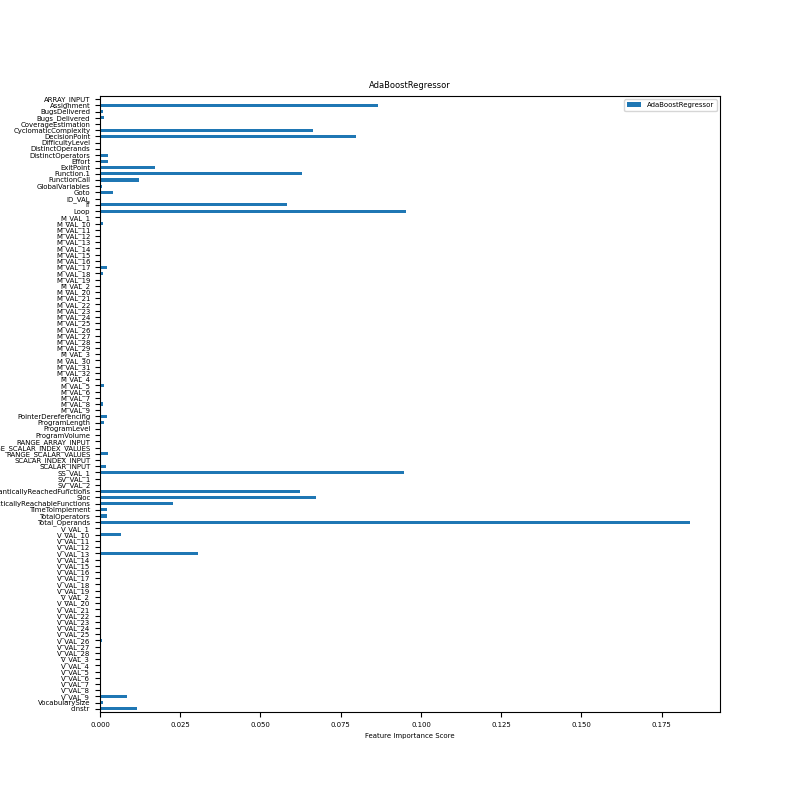 AdaBoostRegressor
AdaBoostRegressor
ARRAY_INPUT
Assignment
BugsDelivered
Bugs_Delivered
CoverageEstimation
CyclomaticComplexity
DecisionPoint
DifficultyLevel
DistinctOperands
DistinctOperators
Effort
ExitPoint
Function.1
FunctionCall
GlobalVariables
Goto
ID_VAL
If
Loop
M_VAL_1
M_VAL_10
M_VAL_11
M_VAL_12
M_VAL_13
M_VAL_14
M_VAL_15
M_VAL_16
M_VAL_17
M_VAL_18
M_VAL_19
M_VAL_2
M_VAL_20
M_VAL_21
M_VAL_22
M_VAL_23
M_VAL_24
M_VAL_25
M_VAL_26
M_VAL_27
M_VAL_28
M_VAL_29
M_VAL_3
M_VAL_30
M_VAL_31
M_VAL_32
M_VAL_4
M_VAL_5
M_VAL_6
M_VAL_7
M_VAL_8
M_VAL_9
PointerDereferencing
ProgramLength
ProgramLevel
ProgramVolume
RANGE_ARRAY_INPUT
E_SCALAR_INDEX_VALUES
RANGE_SCALAR_VALUES
SCALAR_INDEX_INPUT
SCALAR_INPUT
SS_VAL_1
SV_VAL_1
SV_VAL_2
anticallyReachedFunctions
Sloc
ticallyReachableFunctions
TimeToImplement
TotalOperators
Total_Operands
V_VAL_1
V_VAL_10
V_VAL_11
V_VAL_12
V_VAL_13
V_VAL_14
V_VAL_15
V_VAL_16
V_VAL_17
V_VAL_18
V_VAL_19
V_VAL_2
V_VAL_20
V_VAL_21
V_VAL_22
V_VAL_23
V_VAL_24
V_VAL_25
V_VAL_26
V_VAL_27
V_VAL_28
V_VAL_3
V_VAL_4
V_VAL_5
V_VAL_6
V_VAL_7
V_VAL_8
V_VAL_9
VocabularySize
cinstr
0.000 0.025 0.050 0.075 0.100 0.125 0.150 0.175
Feature Importance Score